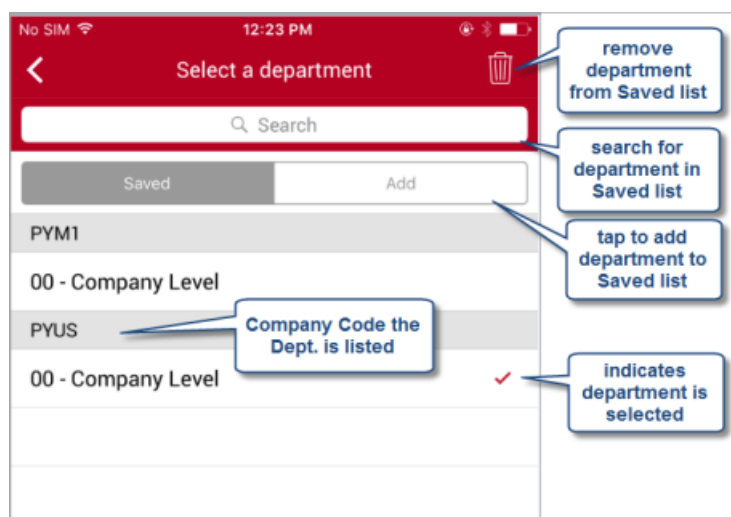 No SIM 12:23 PM
Select a department
Search
Saved Add
PYM1
00 - Company Level
PYUS
00 - Company Level
remove
department
from Saved list
search for
department in
Saved list
tap to add
department to
Saved list
Company Code the
Dept. is listed
indicates
department is
selected